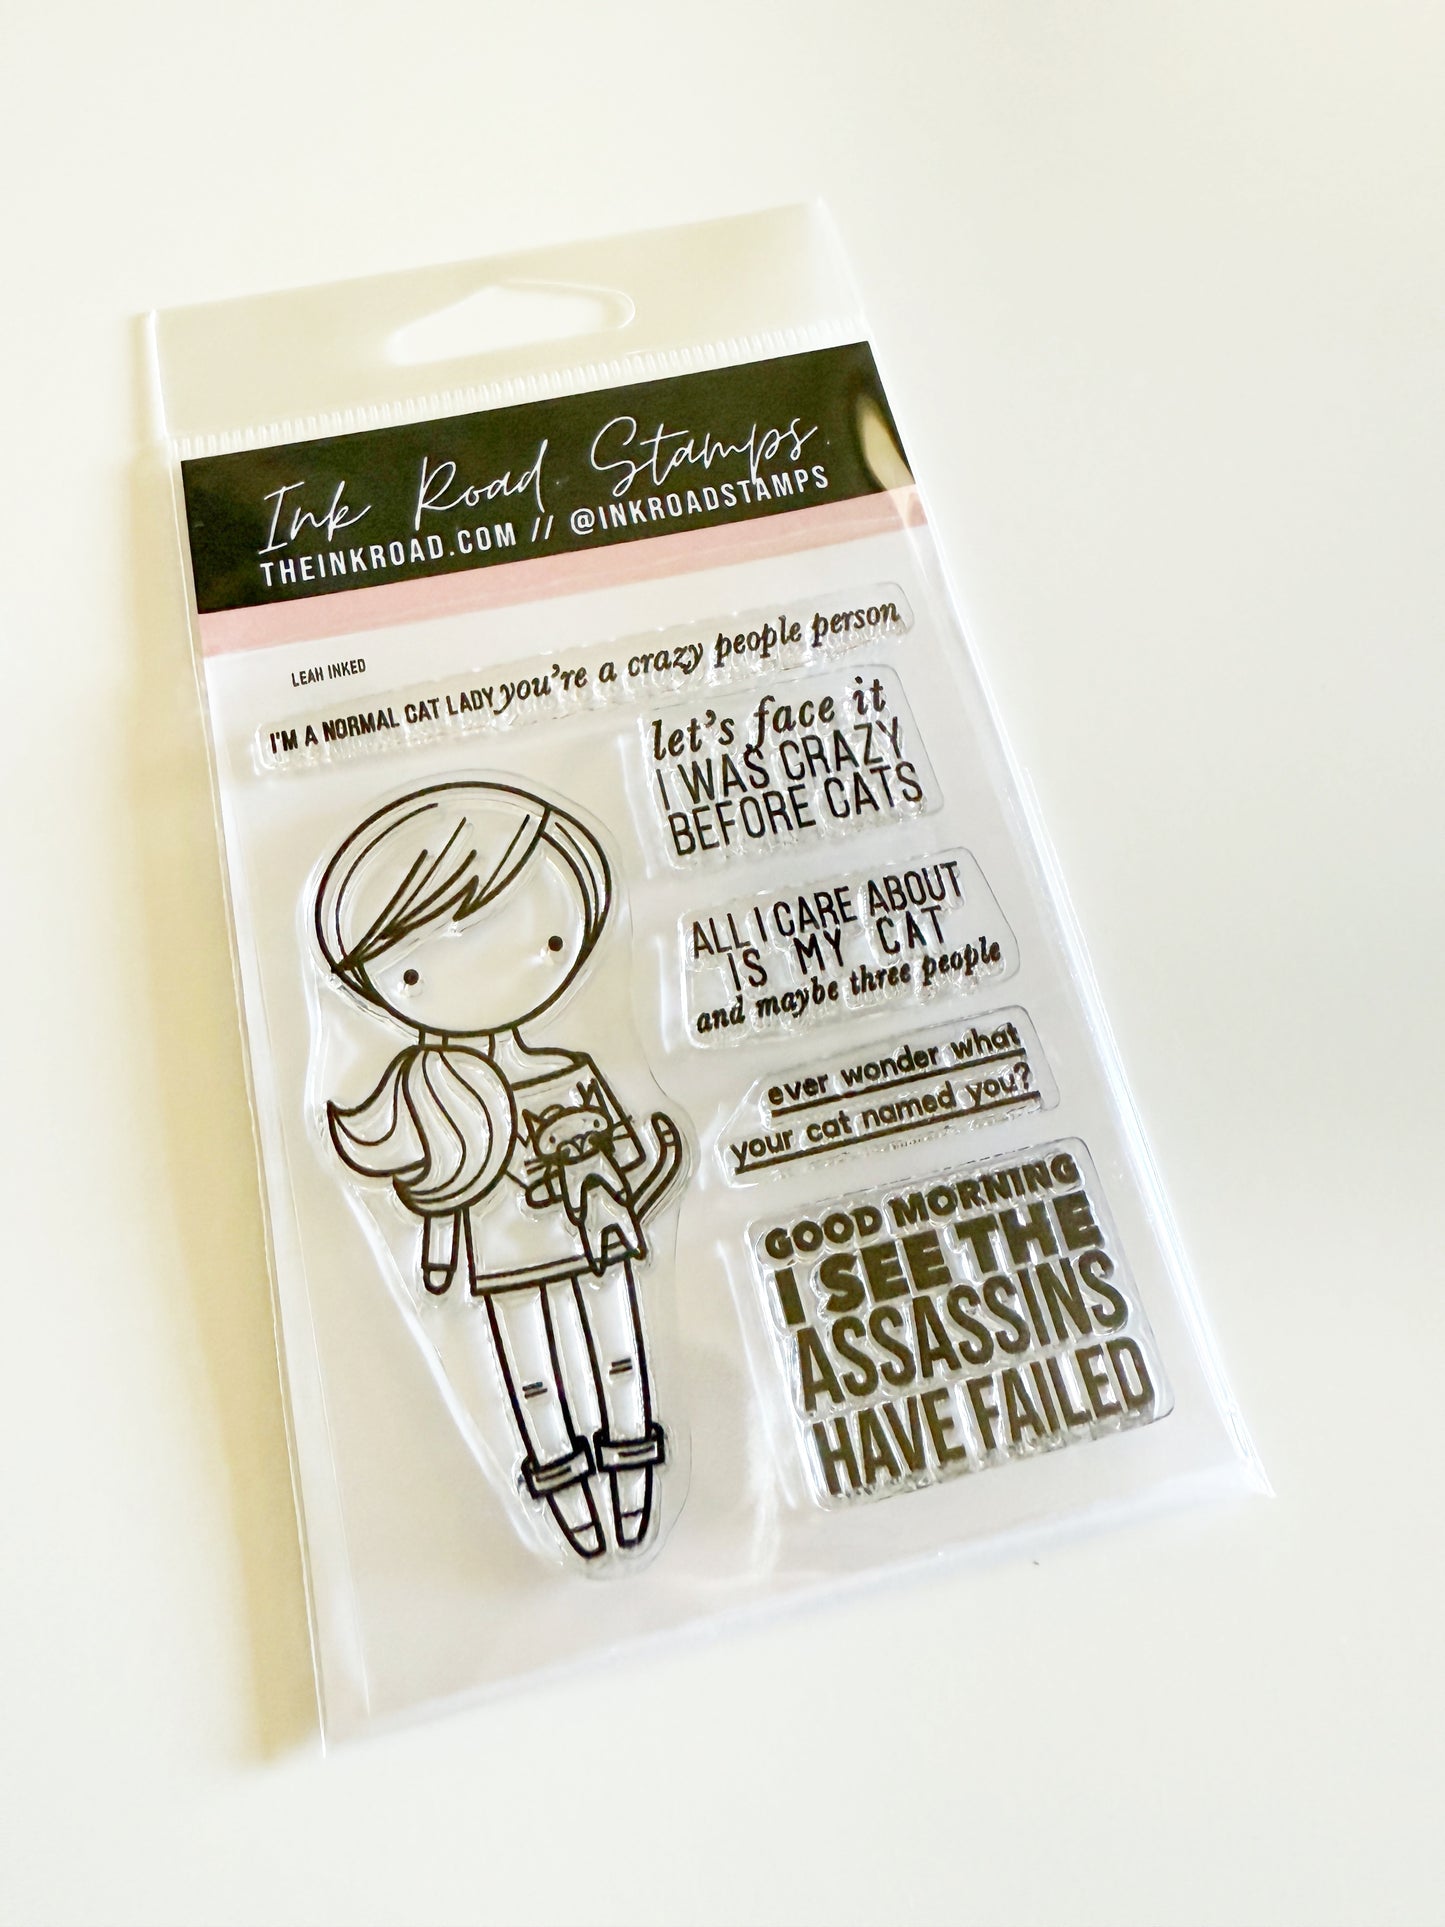 Ink Road Stamps
THEINKROAD.COM // @INKROADSTAMPS
LEAH INKED
I'M A NORMAL CAT LADY you're a crazy people person
let's face it
I WAS CRAZY
BEFORE CATS
ALL I CARE ABOUT
IS MY CAT
and maybe three people
ever wonder what
your cat named you?
GOOD MORNING
I SEE THE
ASSASSINS
HAVE FAILED